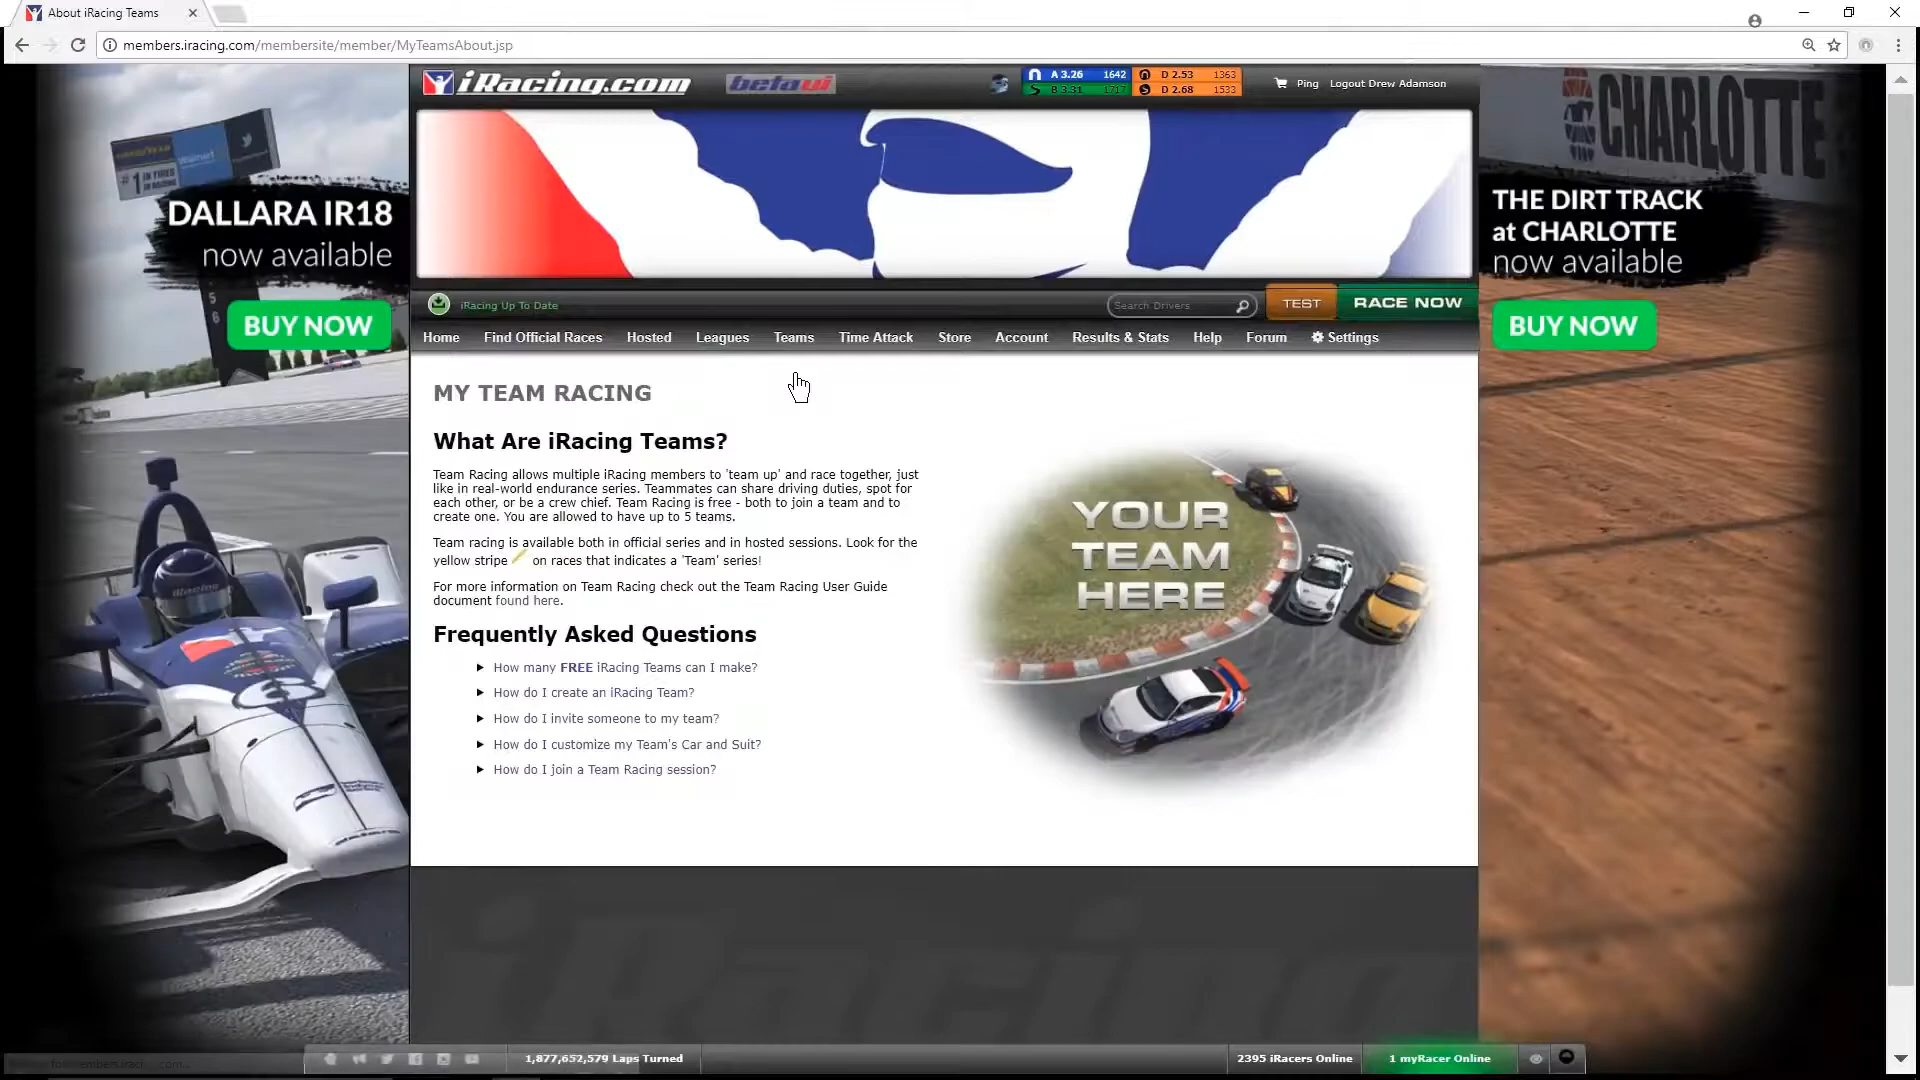 About iRacing Teams
members.iracing.com/membersite/member/MyTeamsAbout.jsp
iRacing.com
betaui
A 3.26 1642
B 3.31 1717
D 2.53 1363
D 2.68 1533
Ping
Logout Drew Adamson
#1 IN TIRES
IN RACING
Walmart
DALLARA IR18
now available
BUY NOW
CHARLOTTE
THE DIRT TRACK
at CHARLOTTE
now available
BUY NOW
iRacing Up To Date
Search Drivers
TEST
RACE NOW
Home Find Official Races Hosted Leagues Teams Time Attack Store Account Results & Stats Help Forum Settings
MY TEAM RACING
What Are iRacing Teams?
Team Racing allows multiple iRacing members to 'team up' and race together, just
like in real-world endurance series. Teammates can share driving duties, spot for
each other, or be a crew chief. Team Racing is free - both to join a team and to
create one. You are allowed to have up to 5 teams.
Team racing is available both in official series and in hosted sessions. Look for the
yellow stripe on races that indicates a 'Team' series!
For more information on Team Racing check out the Team Racing User Guide
document found here.
Frequently Asked Questions
How many FREE iRacing Teams can I make?
How do I create an iRacing Team?
How do I invite someone to my team?
How do I customize my Team's Car and Suit?
How do I join a Team Racing session?
YOUR
TEAM
HERE
iRacing
1,877,652,579 Laps Turned
2395 iRacers Online
1 myRacer Online